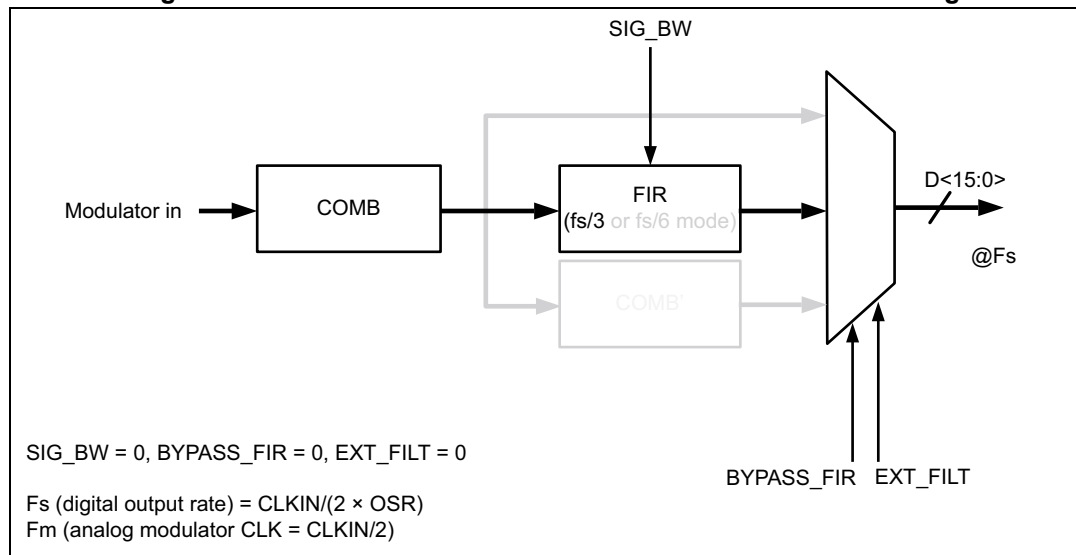 SIG_BW
D<15:0>
FIR
COMB
Modulator in
(fs/3 or fs/6 mode)
@Fs
COMB'
SIG_BW = 0, BYPASS_FIR = 0, EXT_FILT = 0
BYPASS_FIR EXT_FILT
Fs (digital output rate) = CLKIN/(2 × OSR)
Fm (analog modulator CLK = CLKIN/2)